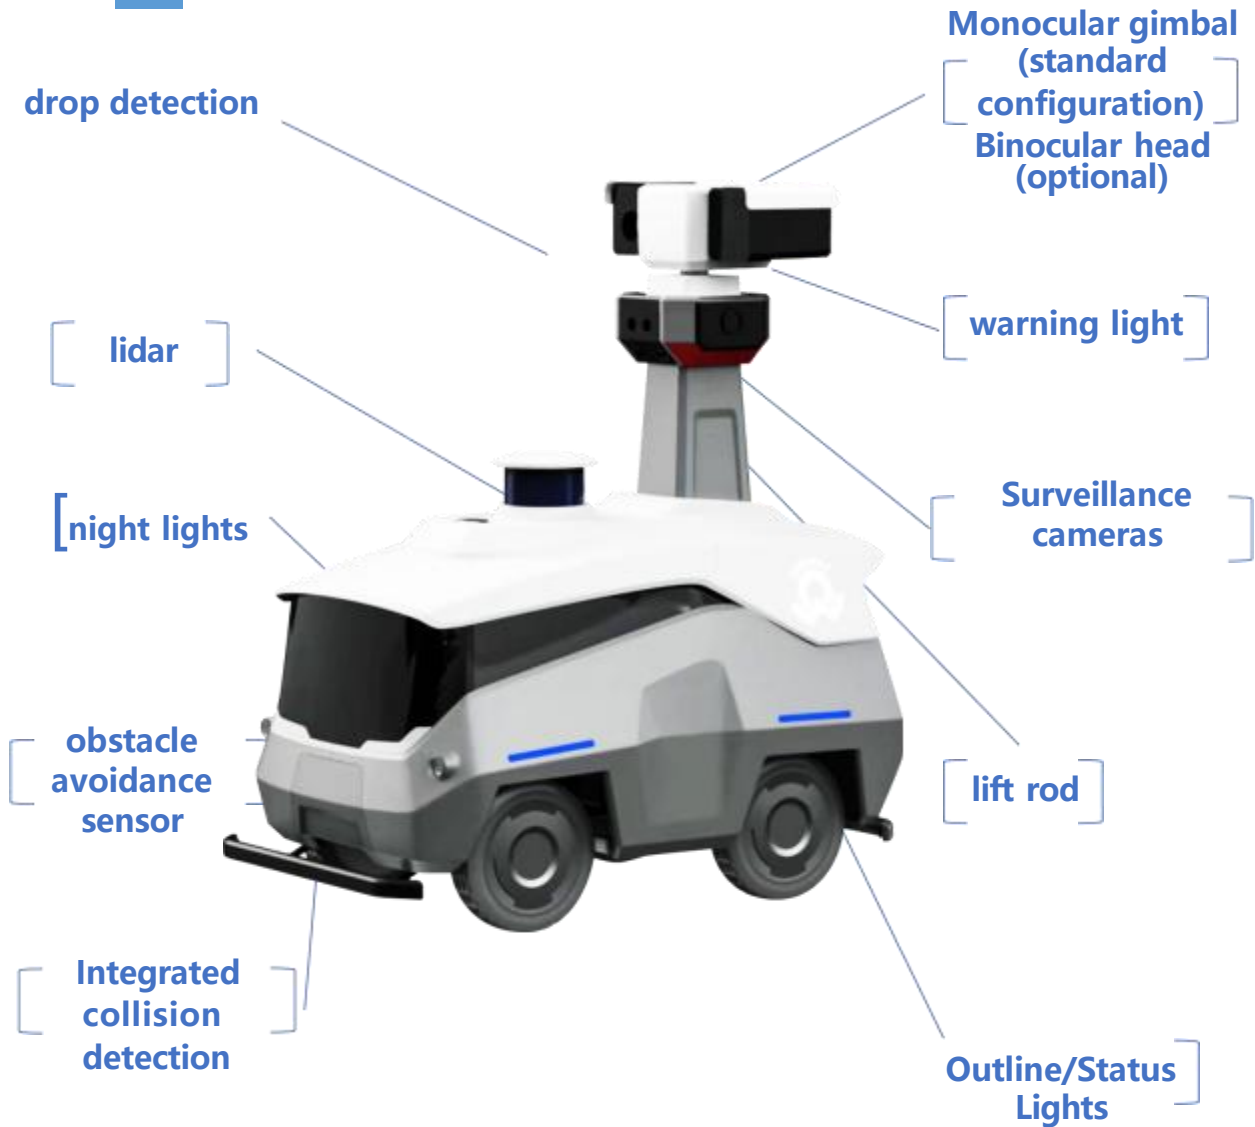 Monocular gimbal
(standard
configuration)
Binocular head
(optional)
drop detection
warning light
lidar
Surveillance
cameras
night lights
obstacle
avoidance
sensor
lift rod
Integrated
collision
detection
Outline/Status
Lights